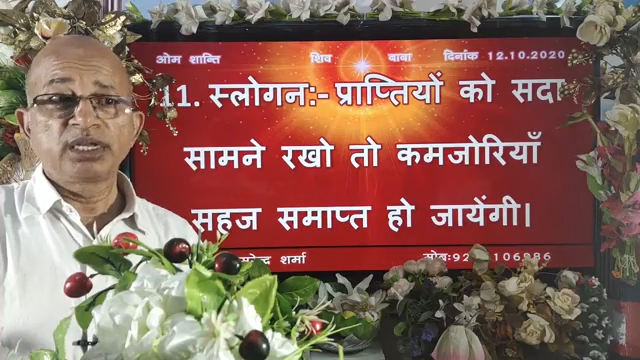 ओम शान्ति शिव बाबा दिनांक 12.10.2020
11. स्लोगन:- प्राप्तियों को सदा
सामने रखो तो कमजोरियाँ
सहज समाप्त हो जायेंगी।
शर्मा